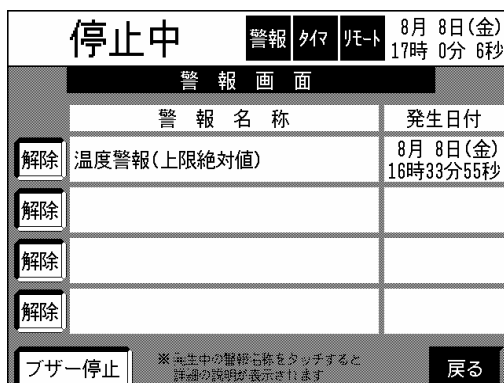 停止中
警報 タイマ リモート
8月 8日(金)
17時 0分 6秒
警報画面
警報名称 発生日付
解除 温度警報(上限絶対値) 8月 8日(金)
16時33分55秒
解除
解除
解除
ブザー停止
※発生中の警報名称をタッチすると
詳細の説明が表示されます
戻る